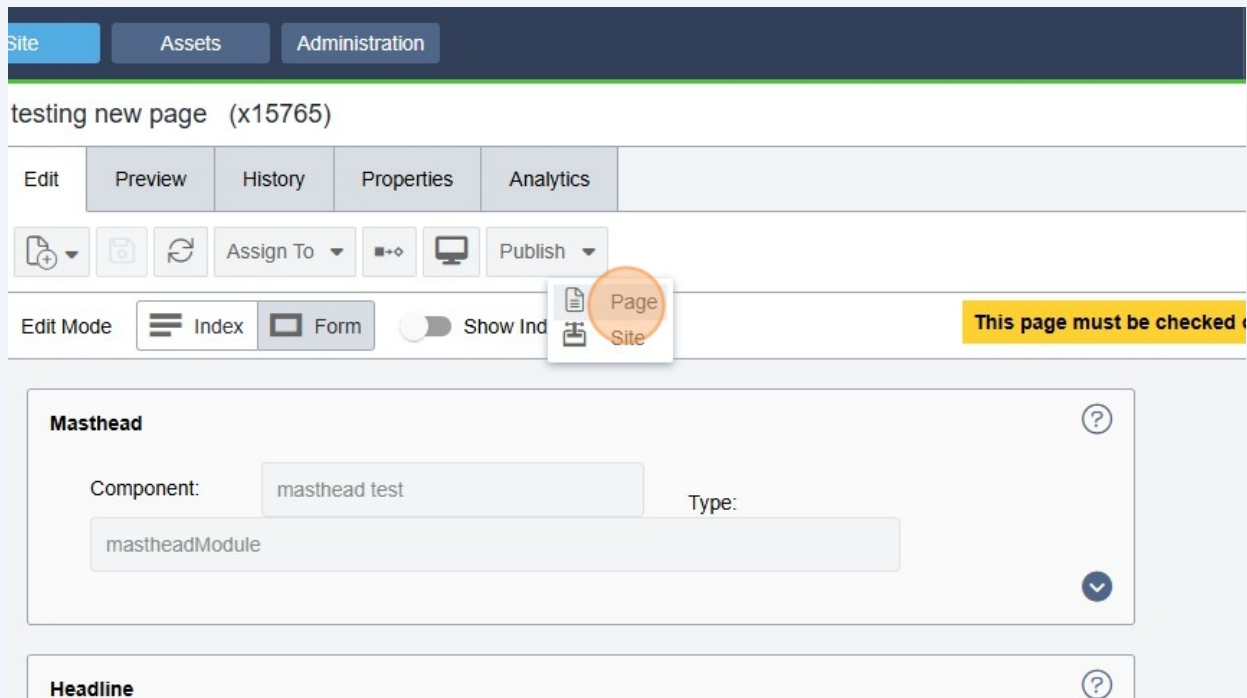 Site Assets Administration
testing new page (x15765)
Edit Preview History Properties Analytics
Assign To Publish
Page
Edit Mode Index Form Show Ind
Site
This page must be checked
Masthead
Component: masthead test Type:
mastheadModule
Headline